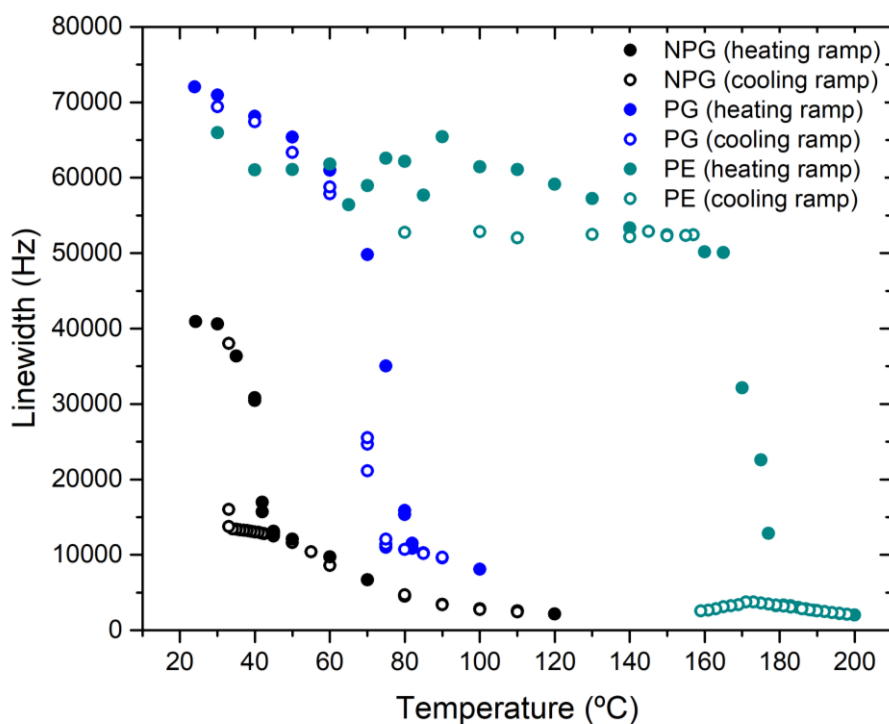 80000
70000
60000
50000
40000
30000
20000
10000
0
Linewidth (Hz)
NPG (heating ramp)
NPG (cooling ramp)
PG (heating ramp)
PG (cooling ramp)
PE (heating ramp)
PE (cooling ramp)
20 40 60 80 100 120 140 160 180 200
Temperature (ºC)